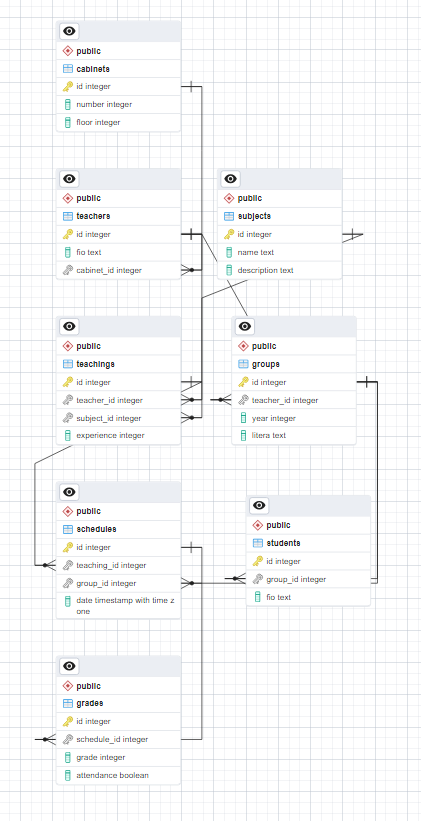 public
cabinets
id integer
number integer
floor integer
public
teachers
id integer
fio text
cabinet_id integer
public
subjects
id integer
name text
description text
public
teachings
id integer
teacher_id integer
subject_id integer
experience integer
public
groups
id integer
teacher_id integer
year integer
litera text
public
schedules
id integer
teaching_id integer
group_id integer
date timestamp with time z
one
public
students
id integer
group_id integer
fio text
public
grades
id integer
schedule_id integer
grade integer
attendance boolean